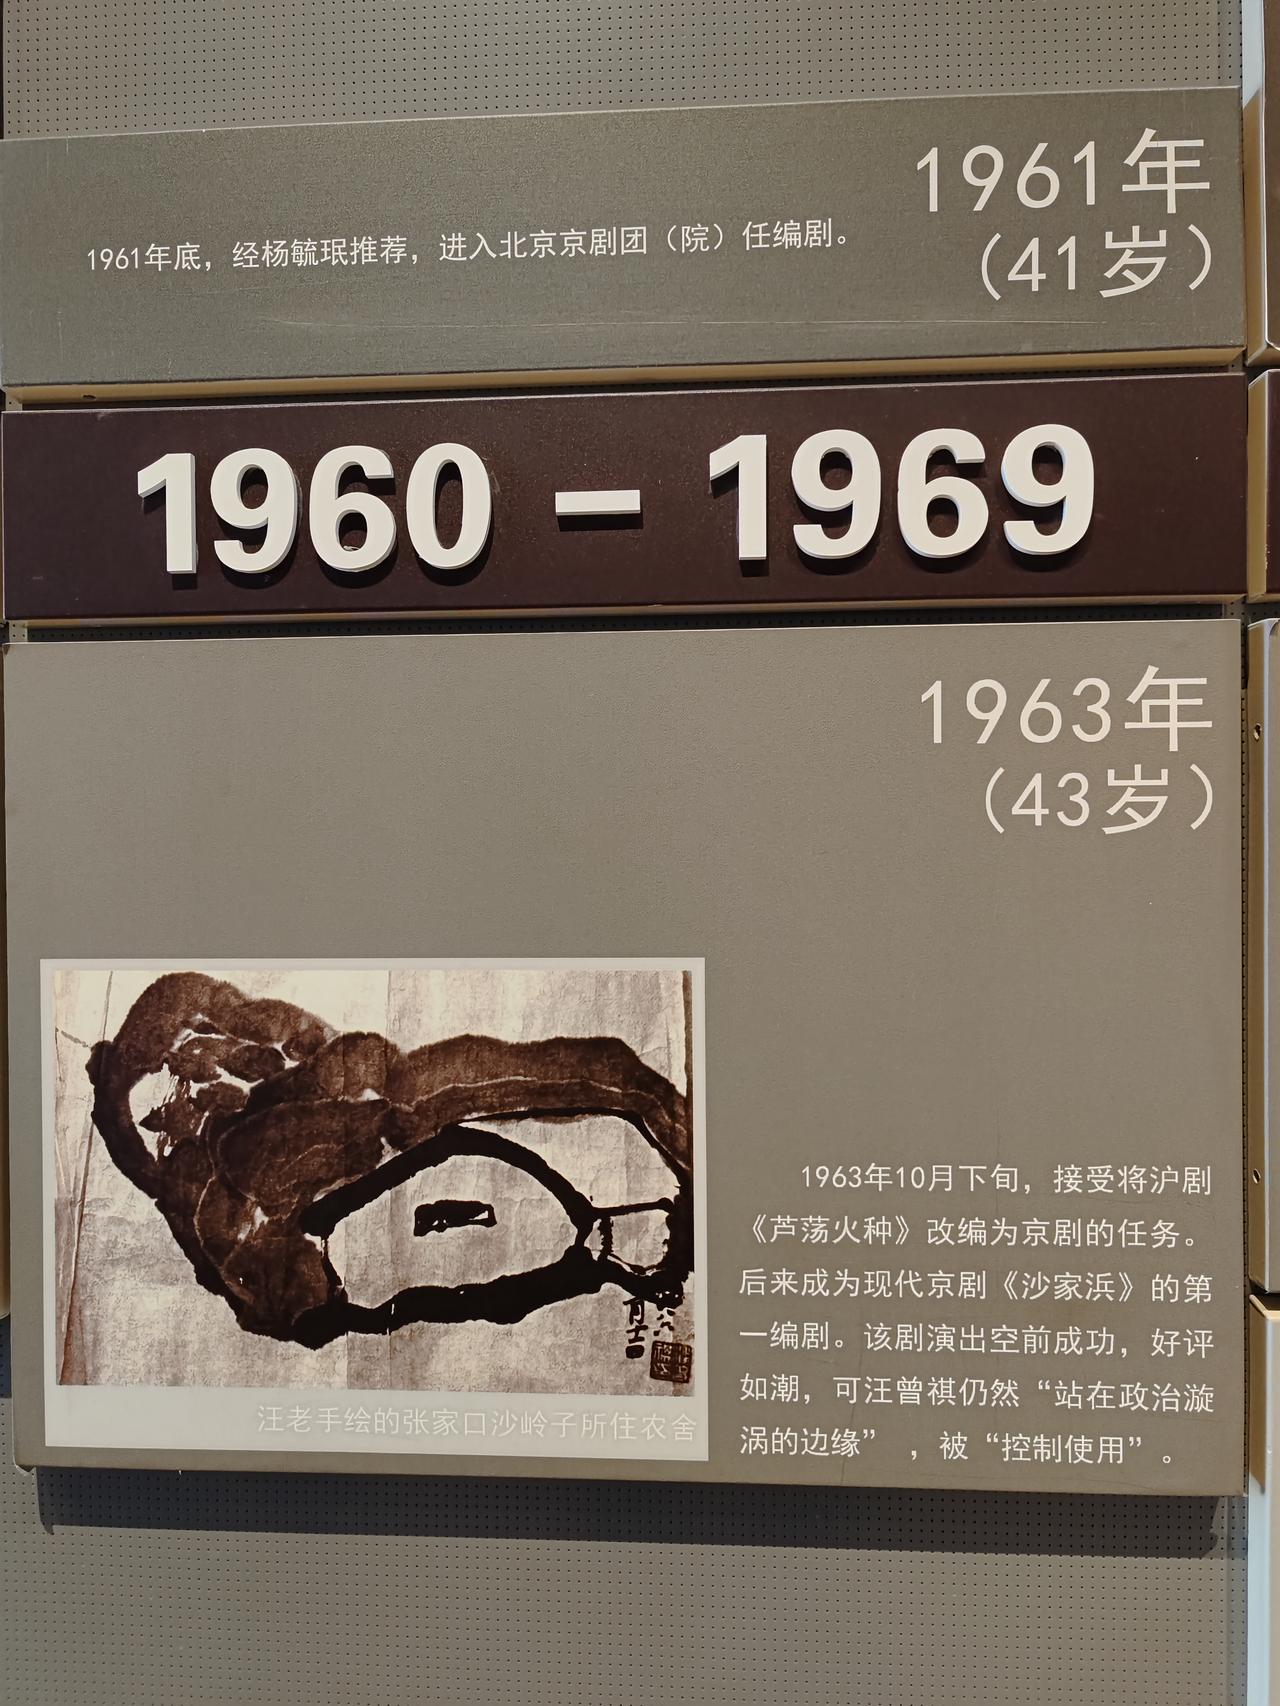 1961年
(41岁)
1961年底，经杨毓珉推荐，进入北京京剧团（院）任编剧。
1960－1969
1963年
(43岁)
1963年10月下旬，接受将沪剧
《芦荡火种》改编为京剧的任务。
后来成为现代京剧《沙家浜》的第
一编剧。该剧演出空前成功，好评
如潮，可汪曾祺仍然“站在政治漩
涡的边缘”，被“控制使用”。
汪老手绘的张家口沙岭子所住农舍